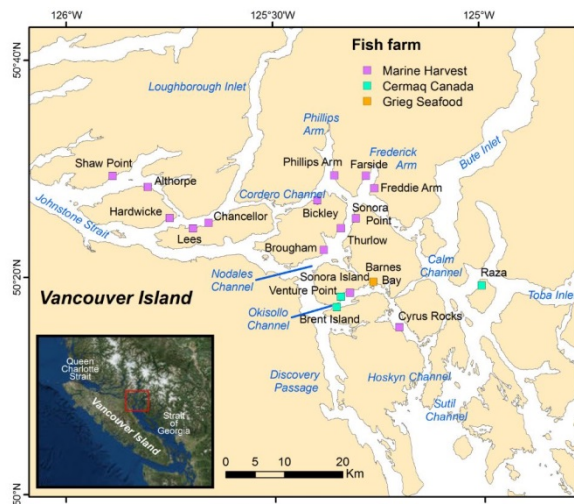 126°W
125°30'W
125°W
50°40'N
Fish farm
Marine Harvest
Cermaq Canada
Grieg Seafood
Loughborough Inlet
Phillips
Arm
Bute Inlet
Phillips Arm
Farside
Frederick
Arm
Shaw Point
Althorpe
Freddie Arm
Cordero Channel
Sonora
Point
Hardwicke
Chancellor
Bickley
Johnstone Strait
Lees
Thurlow
Brougham
Calm
Channel
Nodales
Channel
Sonora Island
Barnes
Bay
Raza
50°20'N
Vancouver Island
Venture Point
Toba Inlet
Okisollo
Channel
Brent Island
Cyrus Rocks
Discovery
Passage
Hoskyn Channel
Sutil
Channel
Queen
Charlotte
Strait
Vancouver Island
Strait
of
Georgia
0 5 10 20
Km